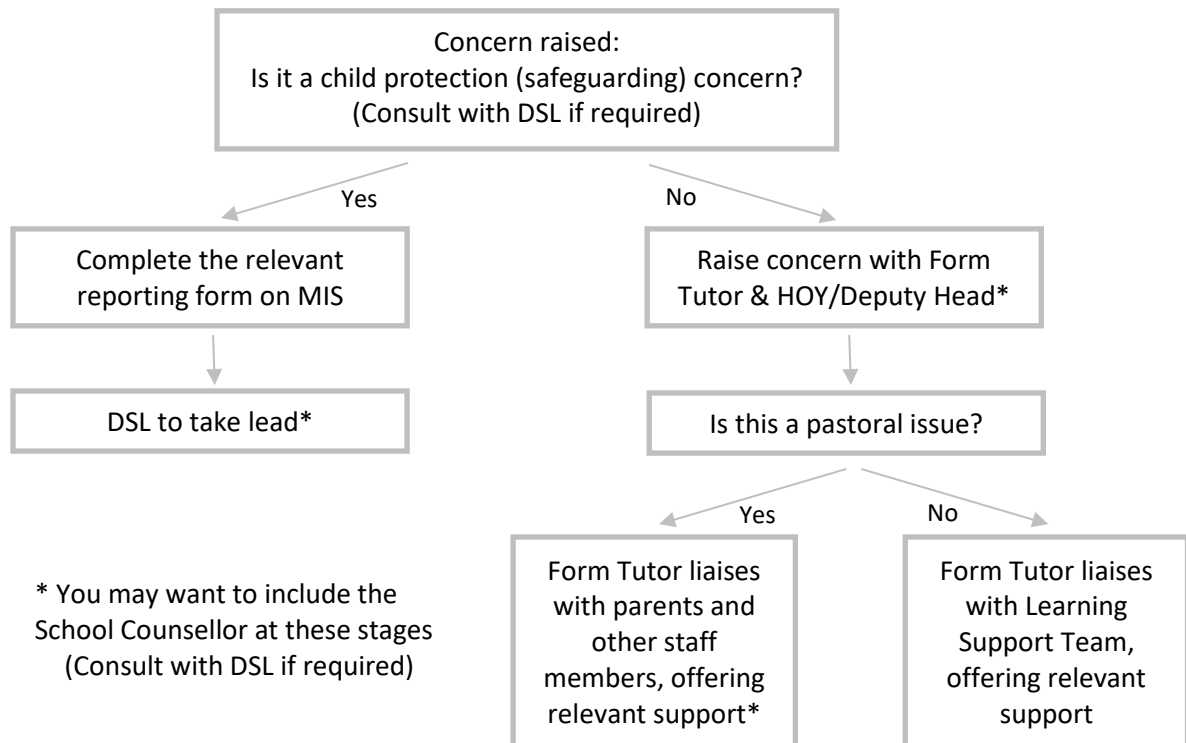 Concern raised:
Is it a child protection (safeguarding) concern?
(Consult with DSL if required)
Yes
No
Complete the relevant
reporting form on MIS
Raise concern with Form
Tutor & HOY/Deputy Head*
DSL to take lead*
Is this a pastoral issue?
Yes
No
* You may want to include the
School Counsellor at these stages
(Consult with DSL if required)
Form Tutor liaises
with parents and
other staff
members, offering
relevant support*
Form Tutor liaises
with Learning
Support Team,
offering relevant
support